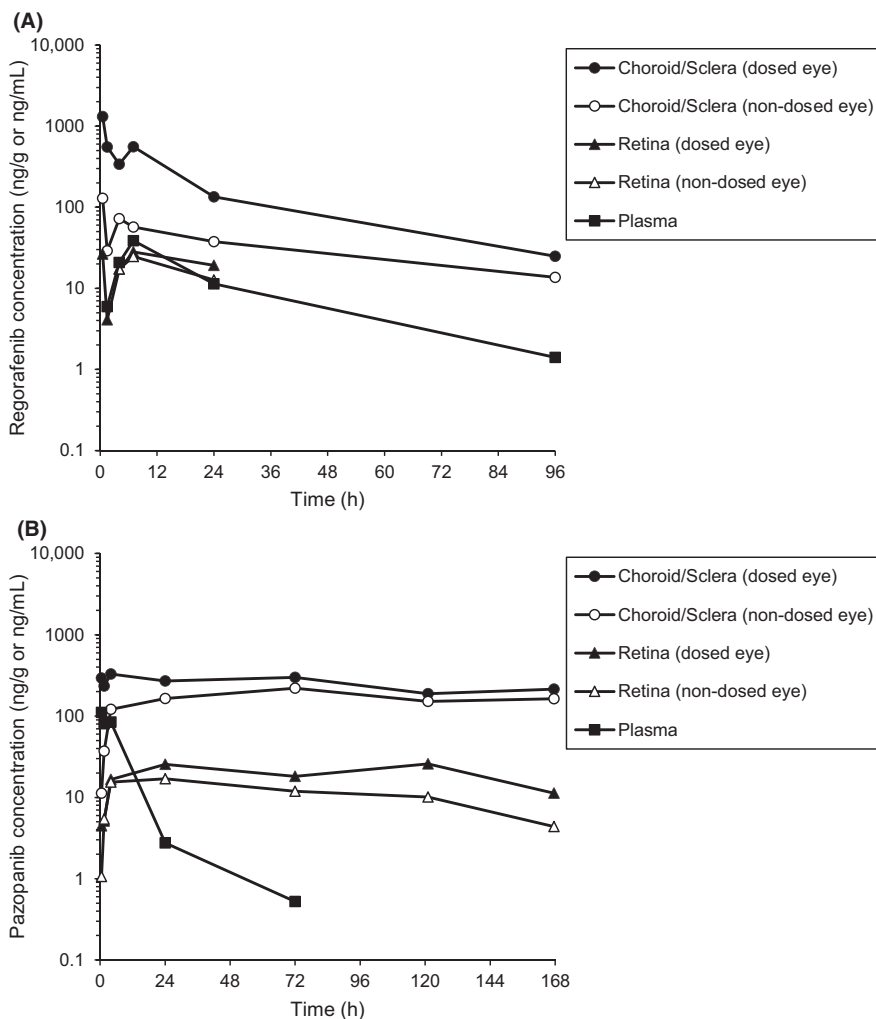 (A)
10,000
1000
100
10
1
0.1
Regorafenib concentration (ng/g or ng/mL)
0 12 24 36 48 60 72 84 96
Time (h)
Choroid/Sclera (dosed eye)
Choroid/Sclera (non-dosed eye)
Retina (dosed eye)
Retina (non-dosed eye)
Plasma
(B)
10,000
1000
100
10
1
0.1
Pazopanib concentration (ng/g or ng/mL)
0 24 48 72 96 120 144 168
Time (h)
Choroid/Sclera (dosed eye)
Choroid/Sclera (non-dosed eye)
Retina (dosed eye)
Retina (non-dosed eye)
Plasma